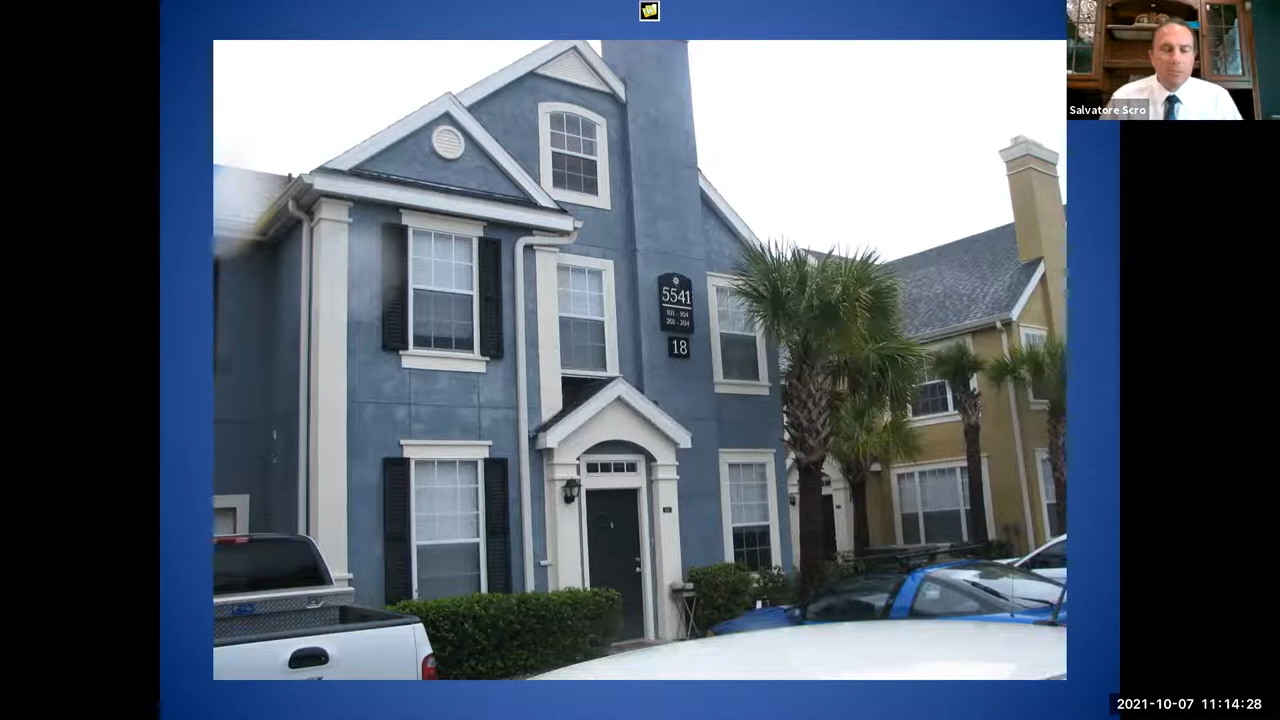 Salvatore Scro
5541
101 - 104
201 - 204
18
2021-10-07 11:14:28